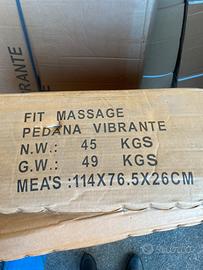 FIT MASSAGE
PEDANA VIBRANTE
N.W.: 45 KGS
G.W.: 49 KGS
MEA'S :114X76.5X26CM